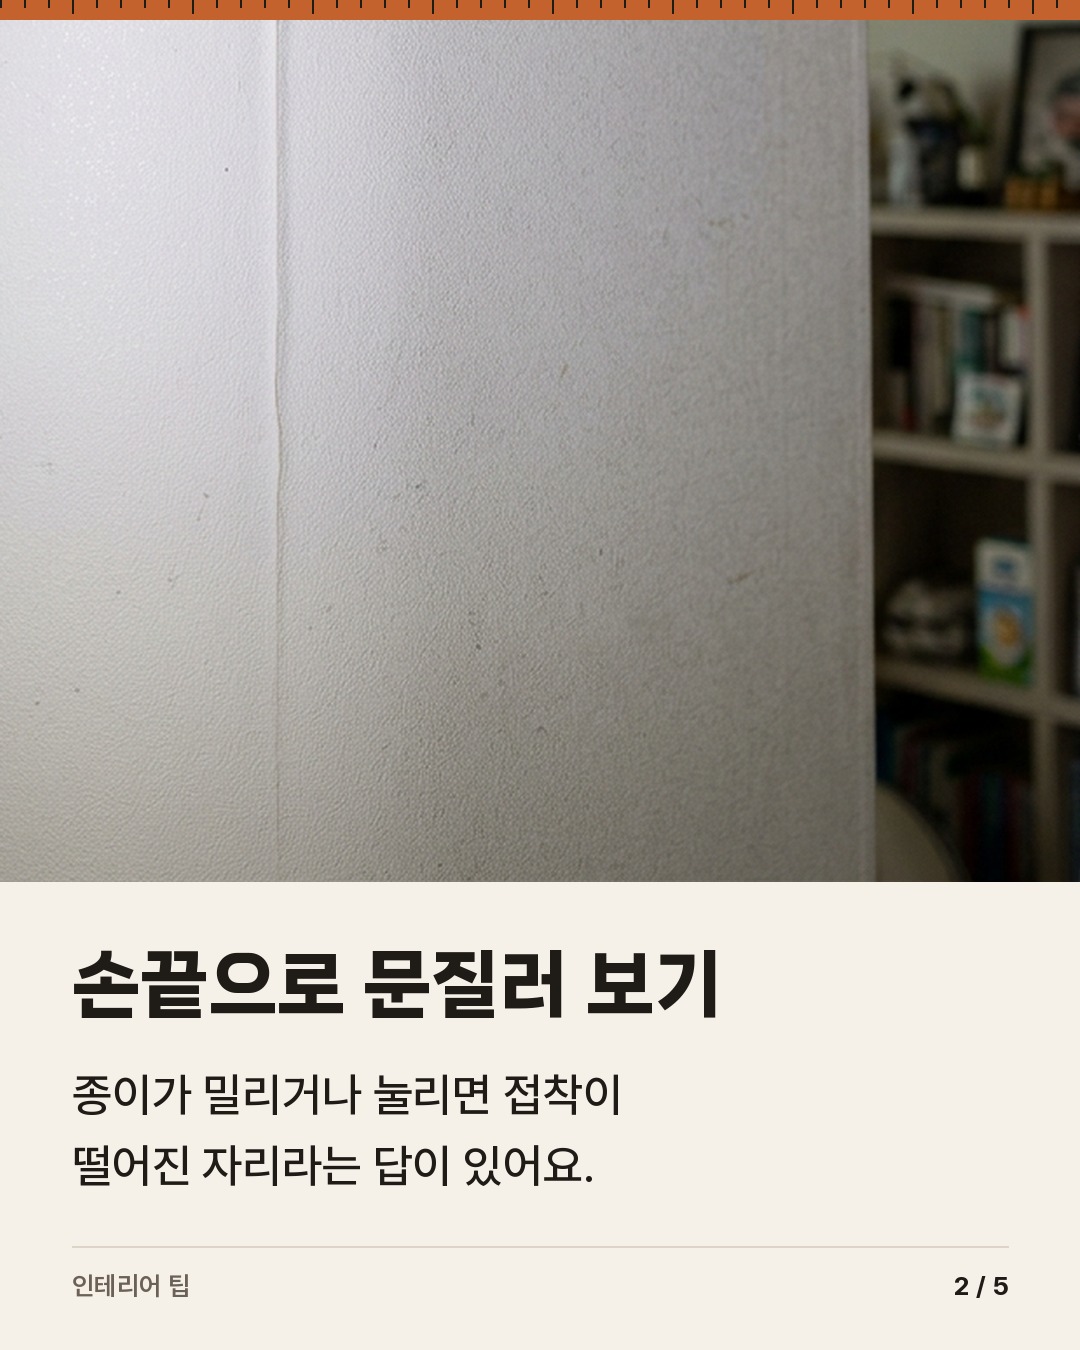 손끝으로 문질러 보기
종이가 밀리거나 눌리면 접착이
떨어진 자리라는 답이 있어요.
인테리어 팁
2 / 5